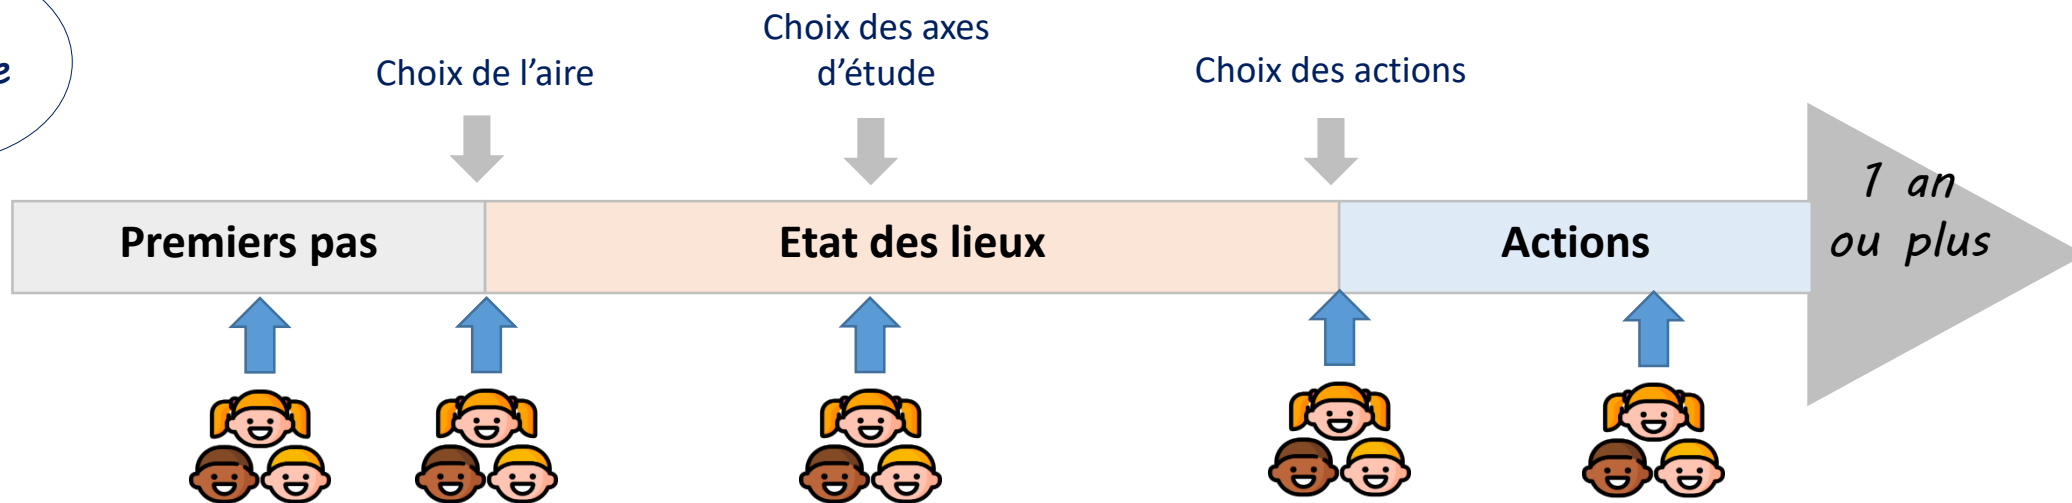 Choix des axes
d’étude
Choix de l’aire
Choix des actions
Premiers pas
Etat des lieux
Actions
1 an
ou plus